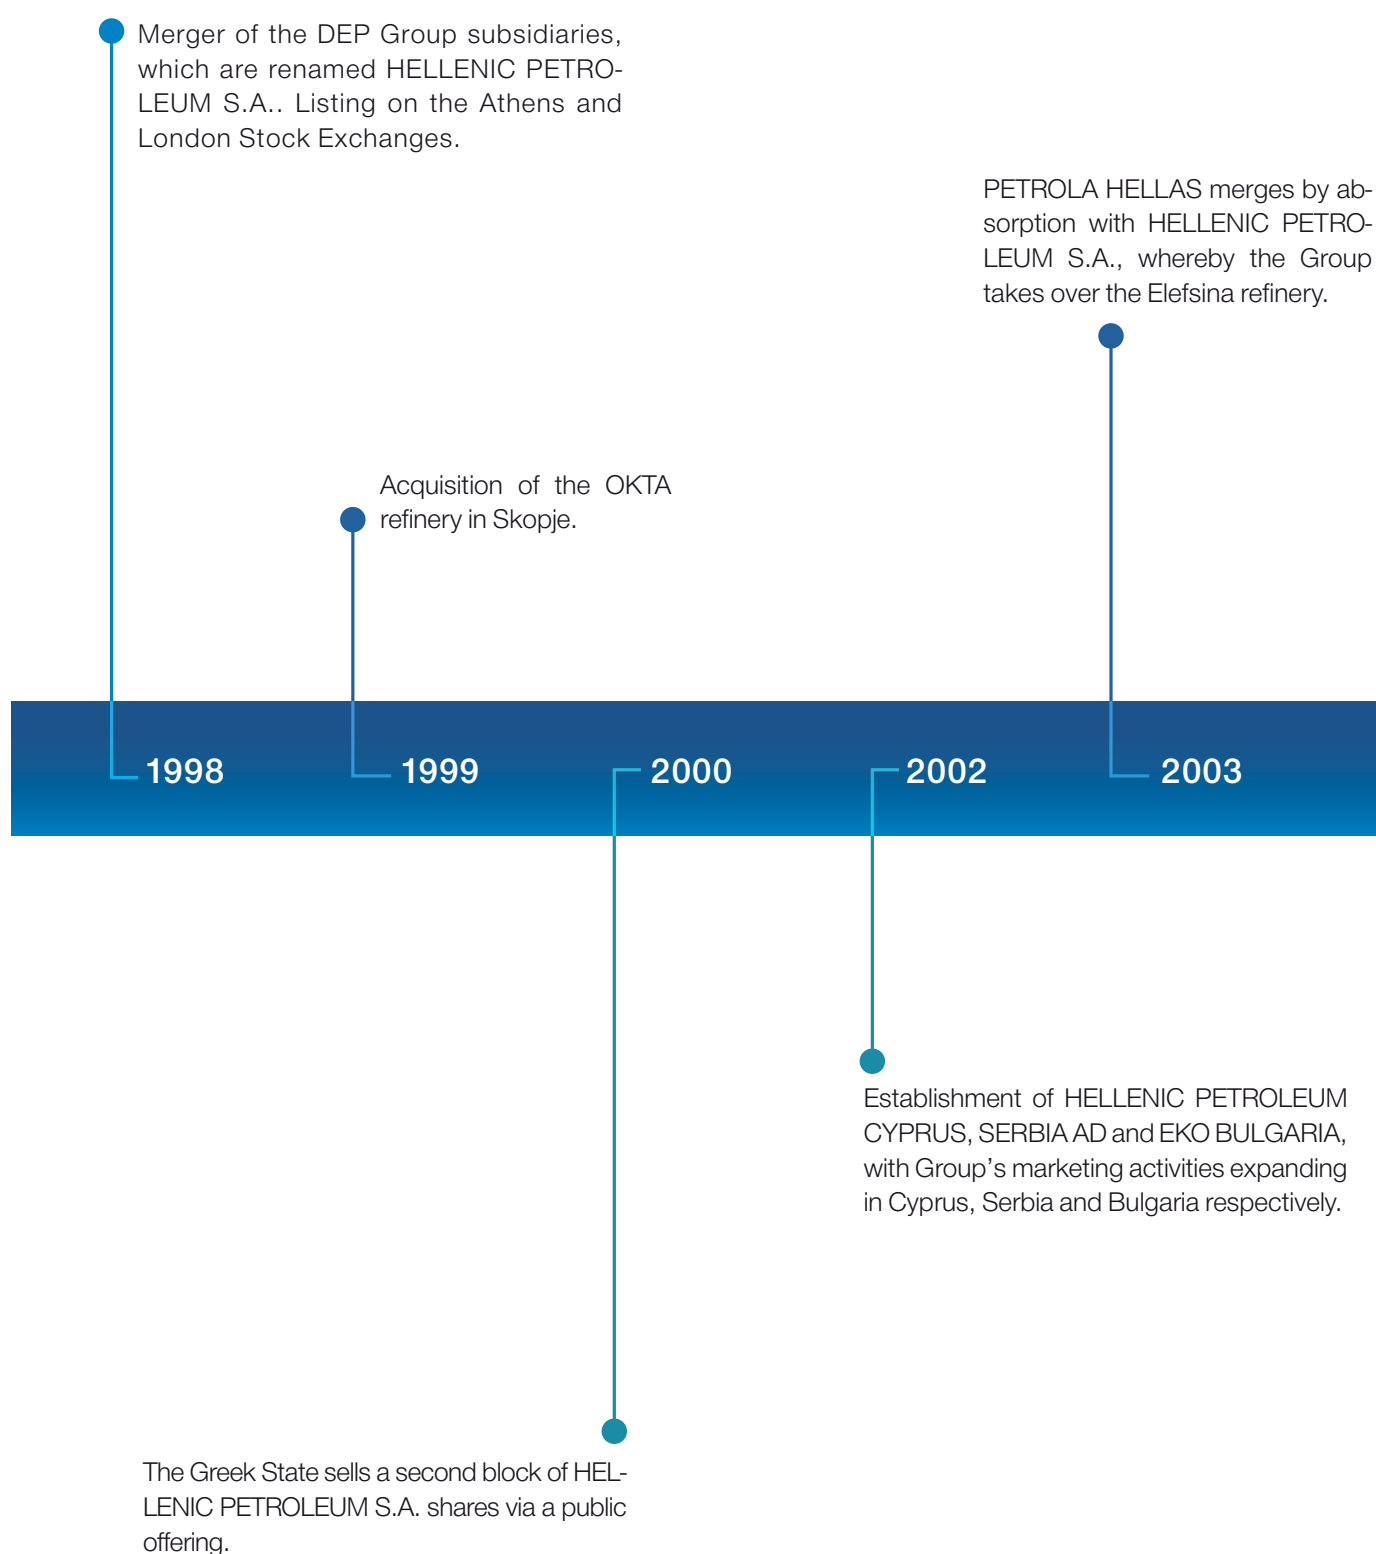 Merger of the DEP Group subsidiaries,
which are renamed HELLENIC PETRO-
LEUM S.A.. Listing on the Athens and
London Stock Exchanges.
PETROLA HELLAS merges by ab-
sorption with HELLENIC PETRO-
LEUM S.A., whereby the Group
takes over the Elefsina refinery.
Acquisition of the OKTA
refinery in Skopje.
1998
1999
2000
2002
2003
Establishment of HELLENIC PETROLEUM
CYPRUS, SERBIA AD and EKO BULGARIA,
with Group’s marketing activities expanding
in Cyprus, Serbia and Bulgaria respectively.
The Greek State sells a second block of HEL-
LENIC PETROLEUM S.A. shares via a public
offering.